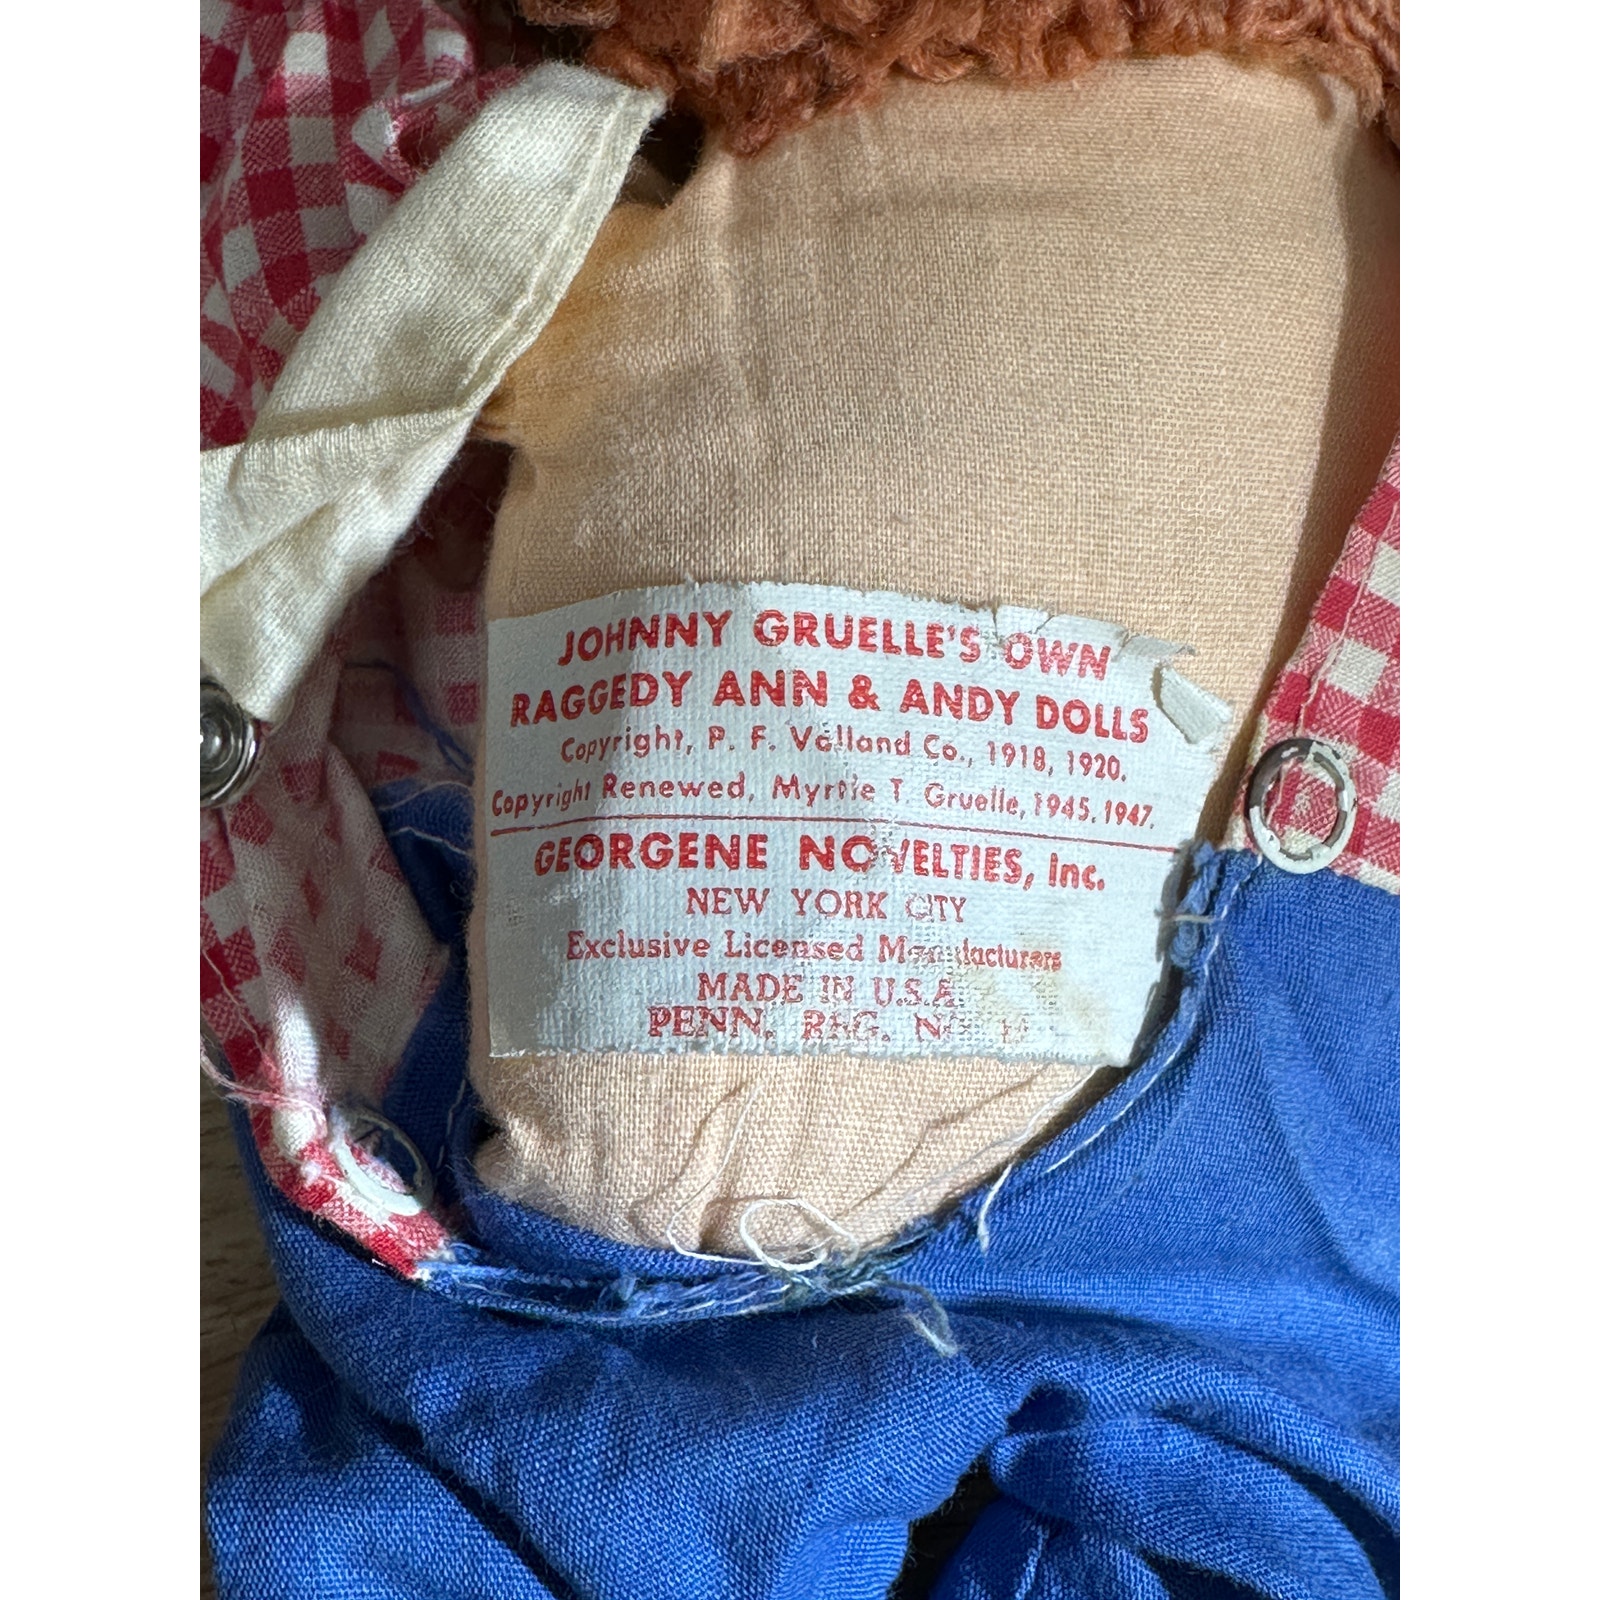 JOHNNY GRUELLE'S OWN
RAGGEDY ANN & ANDY DOLLS
Copyright, P. F. Volland Co., 1918, 1920.
Copyright Renewed, Myrtle T. Gruelle, 1945, 1947.
GEORGENE NOVELTIES, Inc.
NEW YORK CITY
Exclusive Licensed Manufacturers
MADE IN U.S.A.
PENN. REG. NO.